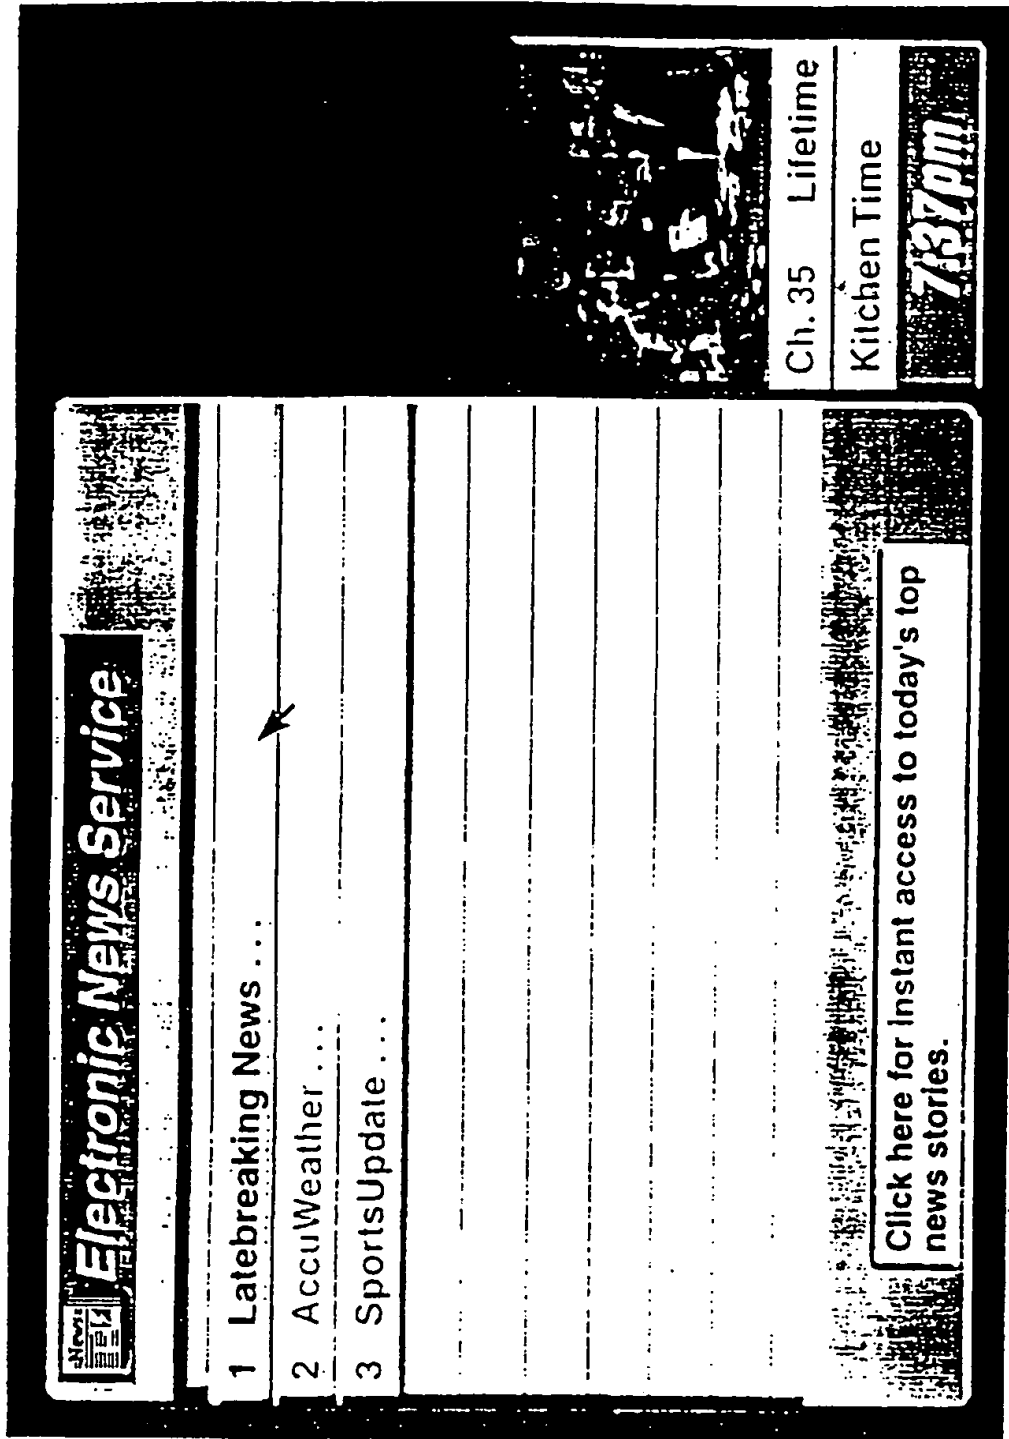 News
Electronic News Service
1 Latebreaking News...
2 AccuWeather...
3 SportsUpdate...
Click here for Instant access to today's top
news stories.
Ch. 35 Lifetime
Kitchen Time
7:37pm